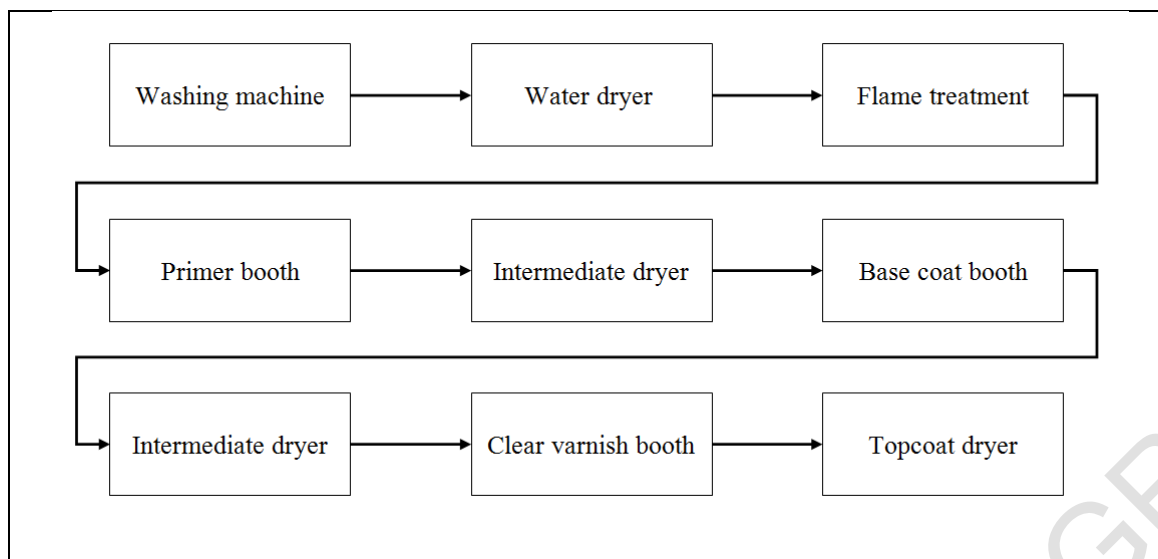 Washing machine
Water dryer
Flame treatment
Primer booth
Intermediate dryer
Base coat booth
Intermediate dryer
Clear varnish booth
Topcoat dryer